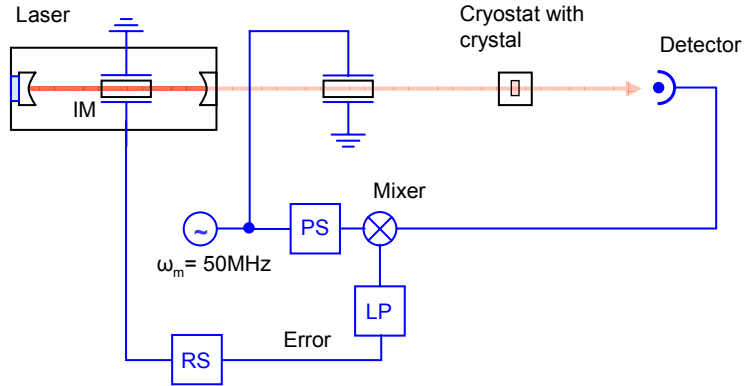 Laser
Cryostat with
crystal
Detector
IM
Mixer
PS
~
ω_m = 50MHz
LP
Error
RS